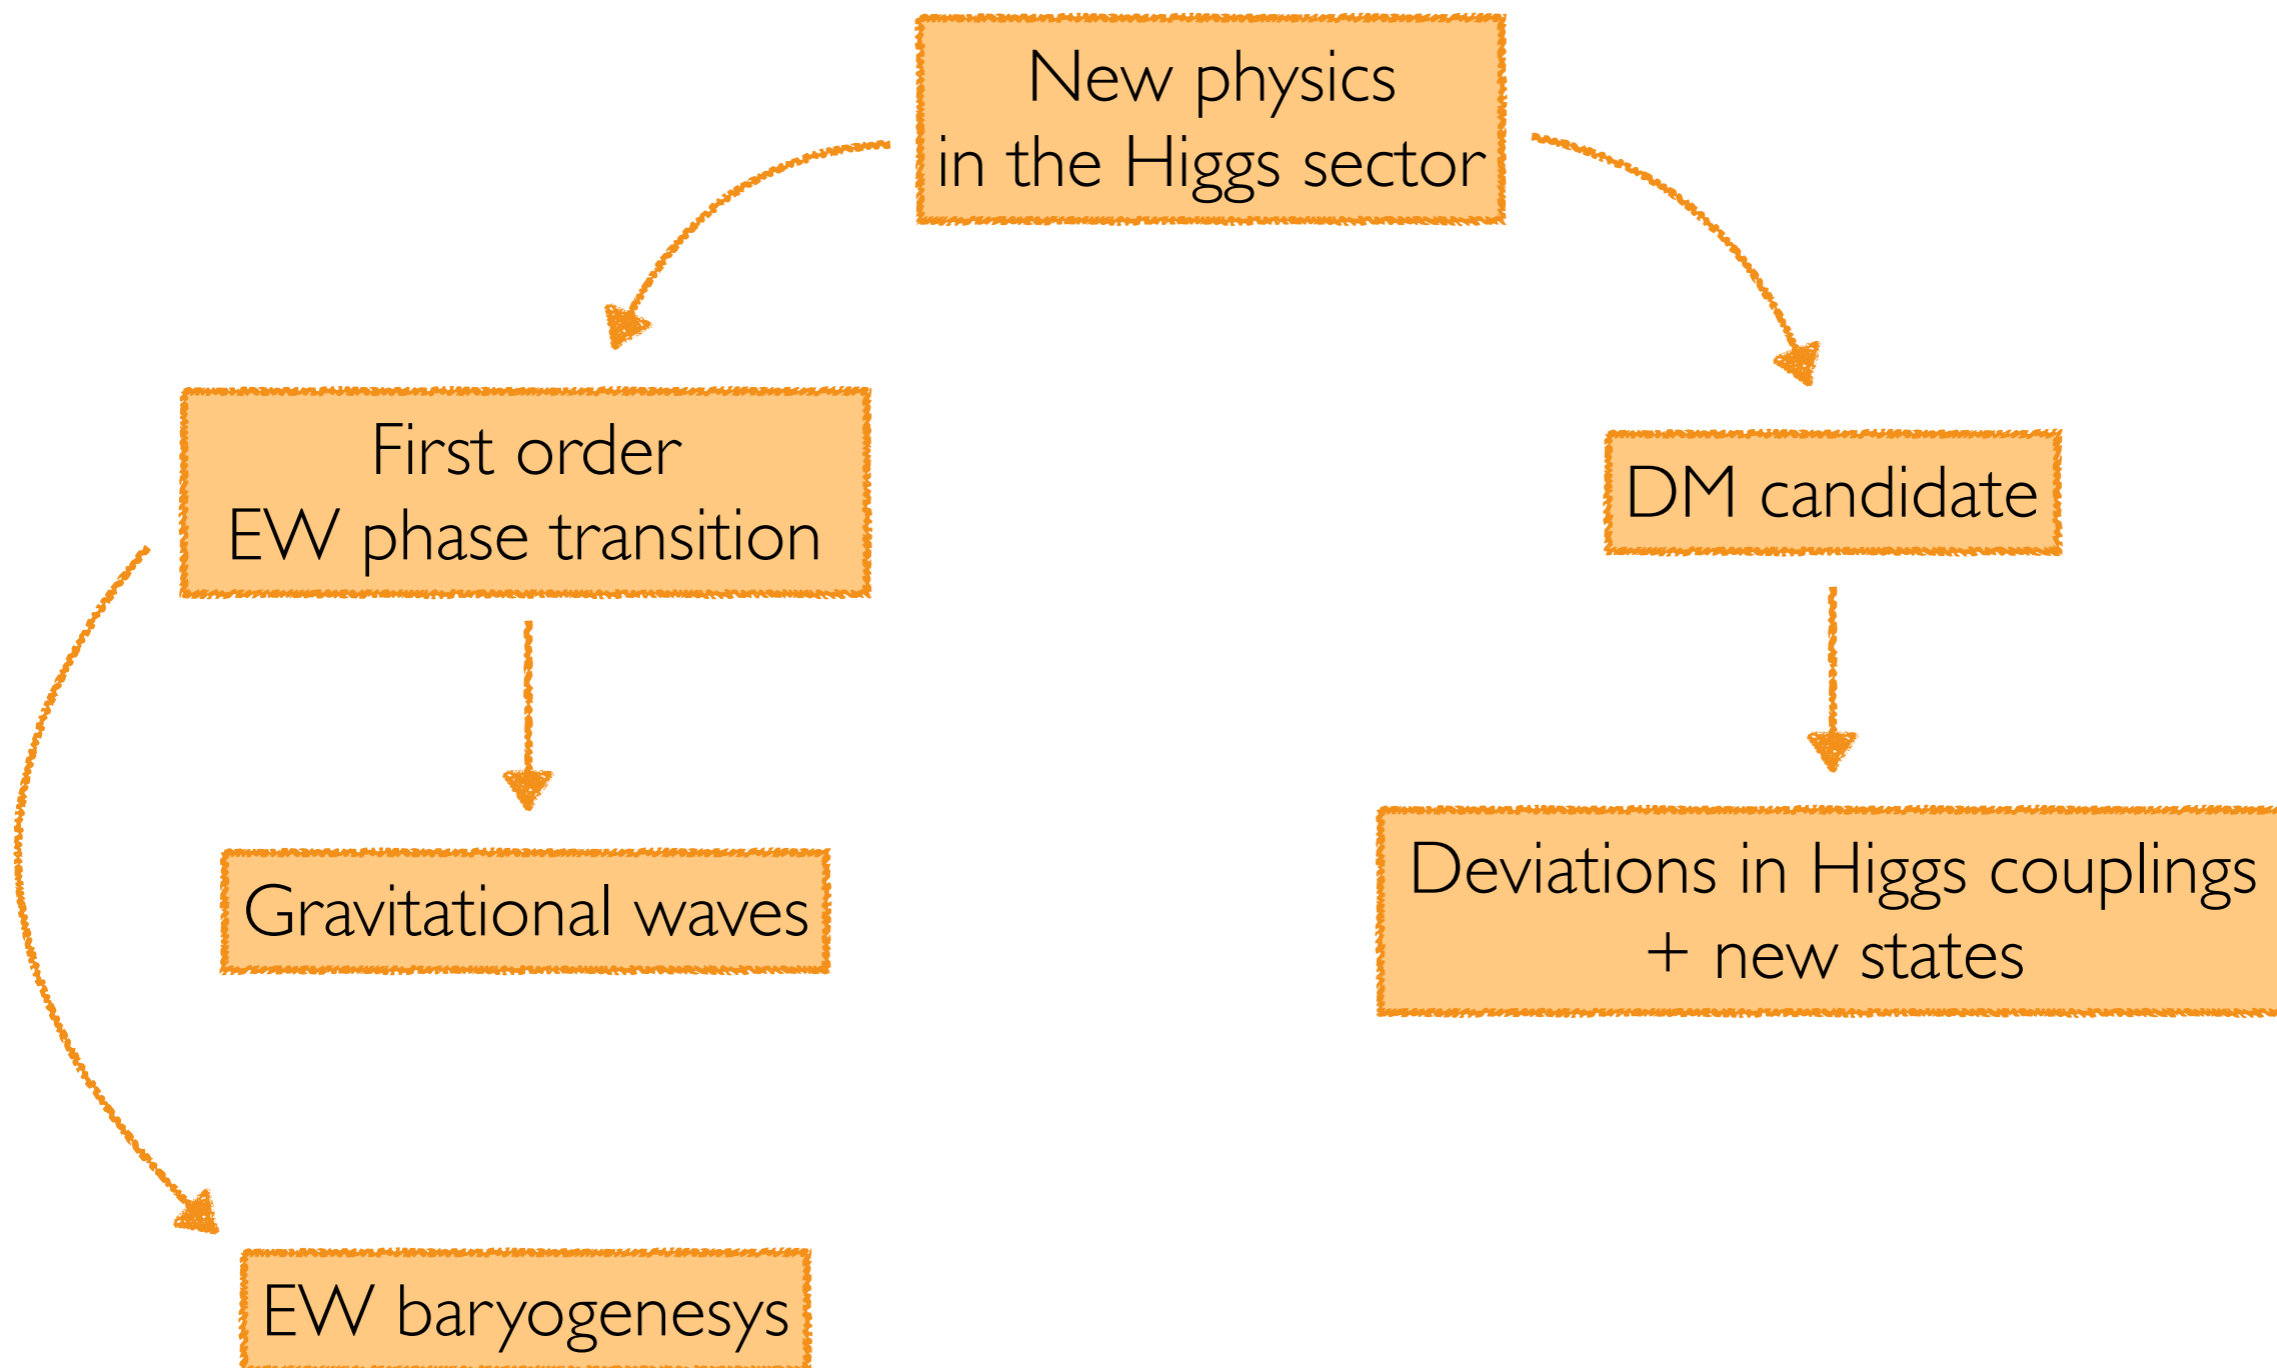 New physics
in the Higgs sector
First order
EW phase transition
DM candidate
Gravitational waves
Deviations in Higgs couplings
+ new states
EW baryogenesys